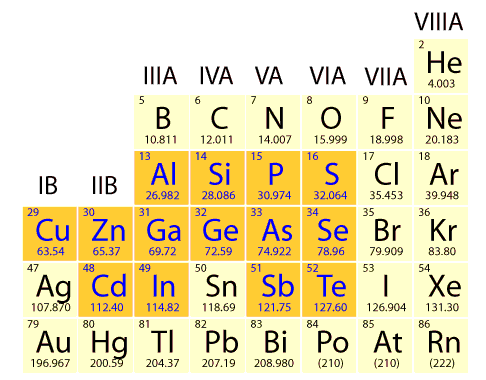 VIIIA
2
He
4.003
IIIA IVA VA VIA VIIA
5 6 7 8 9 10
B C N O F Ne
10.811 12.011 14.007 15.999 18.998 20.183
IB IIB
13 14 15 16 17 18
Al Si P S Cl Ar
26.982 28.086 30.974 32.064 35.453 39.948
29 30 31 32 33 34 35 36
Cu Zn Ga Ge As Se Br Kr
63.54 65.37 69.72 72.59 74.922 78.96 79.909 83.80
47 48 49 50 51 52 53 54
Ag Cd In Sn Sb Te I Xe
107.870 112.40 114.82 118.69 121.75 127.60 126.904 131.30
79 80 81 82 83 84 85 86
Au Hg Tl Pb Bi Po At Rn
196.967 200.59 204.37 207.19 208.980 (210) (210) (222)